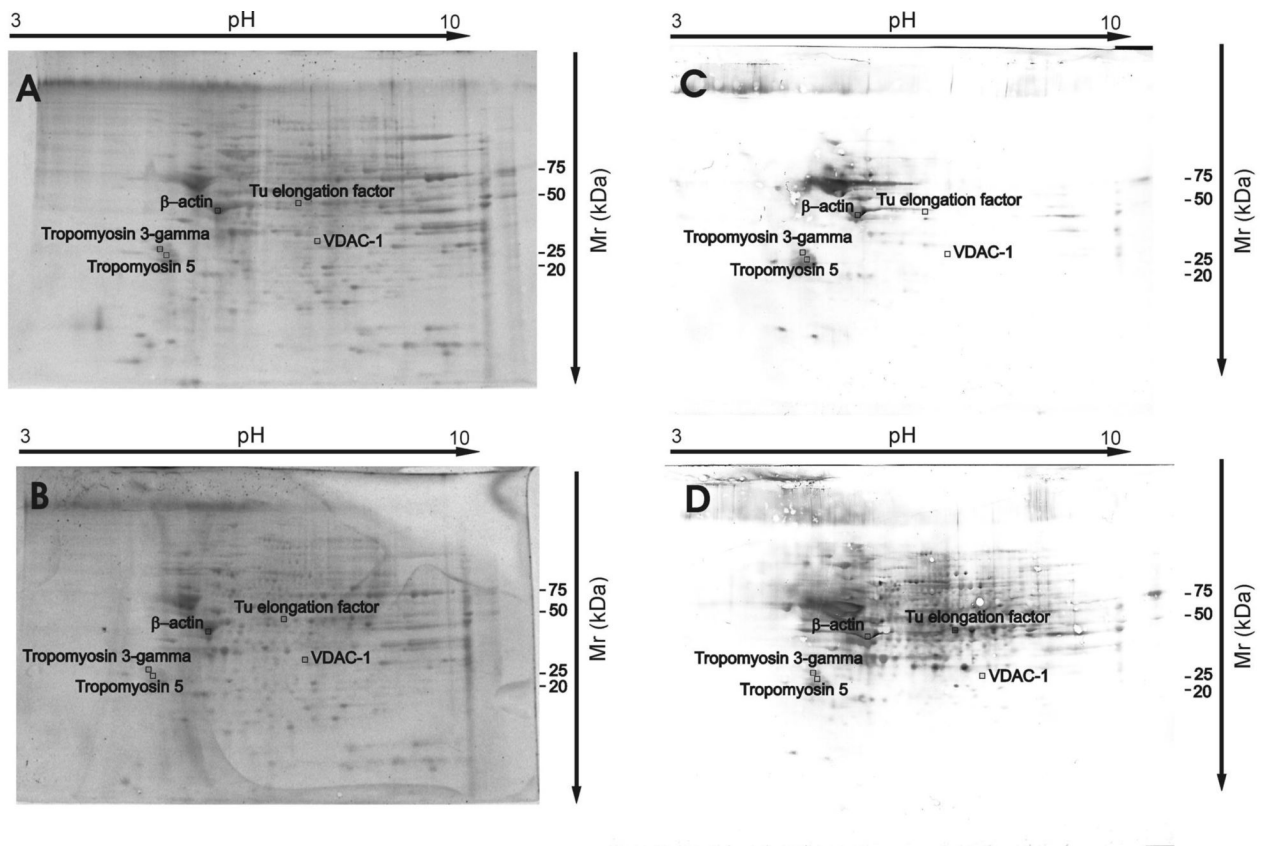 3 pH 10
A
-75
-50
-25
-20
Mr (kDa)
Tu elongation factor
β–actin
Tropomyosin 3-gamma
VDAC-1
Tropomyosin 5
3 pH 10
C
-75
-50
-25
-20
Mr (kDa)
β–actin
Tu elongation factor
Tropomyosin 3-gamma
VDAC-1
Tropomyosin 5
3 pH 10
B
-75
-50
-25
-20
Mr (kDa)
Tu elongation factor
β–actin
Tropomyosin 3-gamma
VDAC-1
Tropomyosin 5
3 pH 10
D
-75
-50
-25
-20
Mr (kDa)
Tu elongation factor
β–actin
Tropomyosin 3-gamma
VDAC-1
Tropomyosin 5